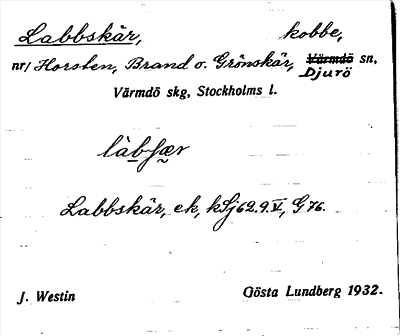 Labbskär, kobbe,
nr/ Horsten, Brand o. Grönskär, Värmdö sn,
Djurö
Värmdö skg, Stockholms l.
làbʃær
Labbskär, ek, kSj 62.9.V, G 76.
J. Westin Gösta Lundberg 1932.